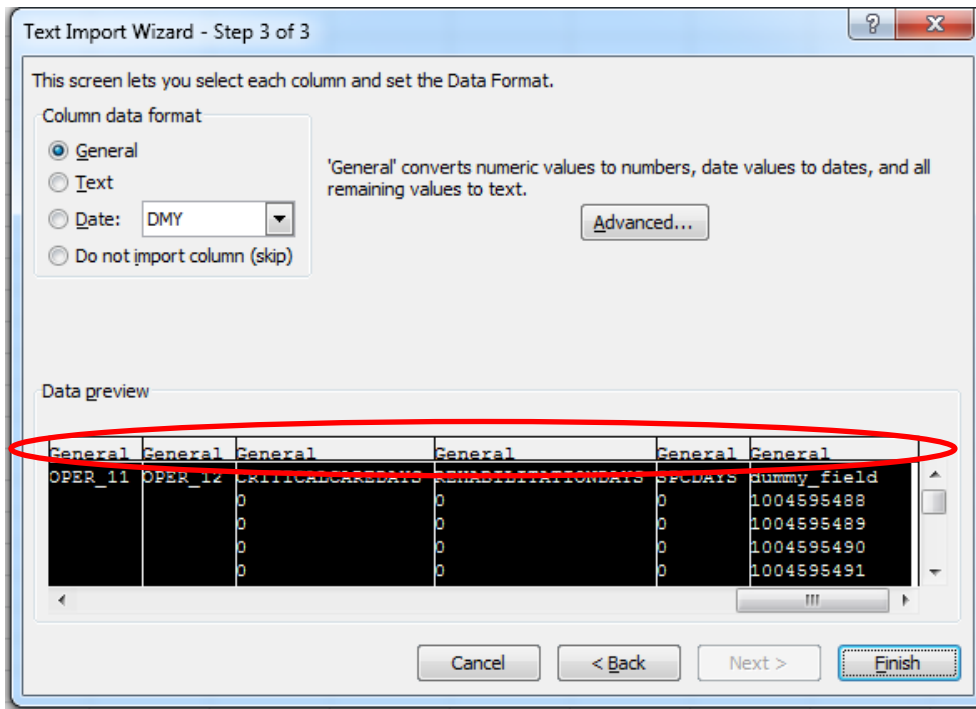 Text Import Wizard - Step 3 of 3
This screen lets you select each column and set the Data Format.
Column data format
General
Text
Date: DMY
Do not import column (skip)
'General' converts numeric values to numbers, date values to dates, and all
remaining values to text.
Advanced...
Data preview
General General General General General General
OPER_11 OPER_12 CRITICALCAREDAYS REHABILITATIONDAYS SPCDAYS dummy_field
0 0 0 1004595488
0 0 0 1004595489
0 0 0 1004595490
0 0 0 1004595491
Cancel < Back Next > Finish